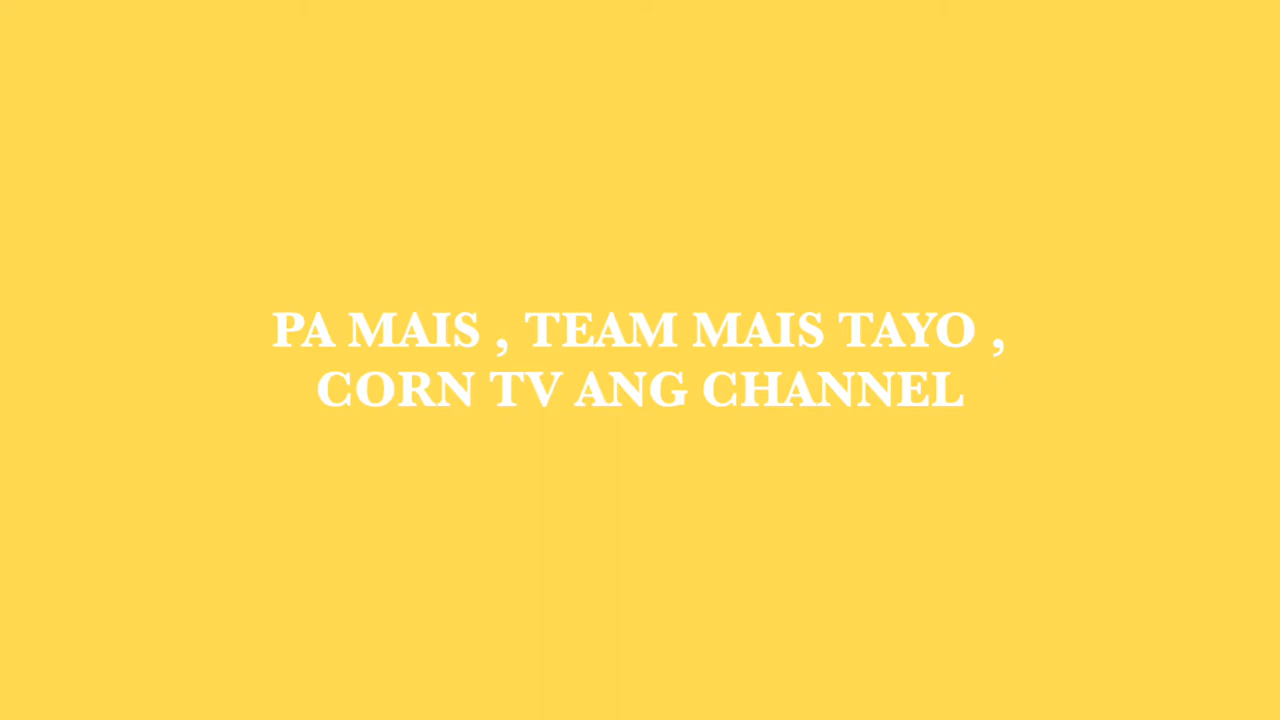 PA MAIS , TEAM MAIS TAYO ,
CORN TV ANG CHANNEL